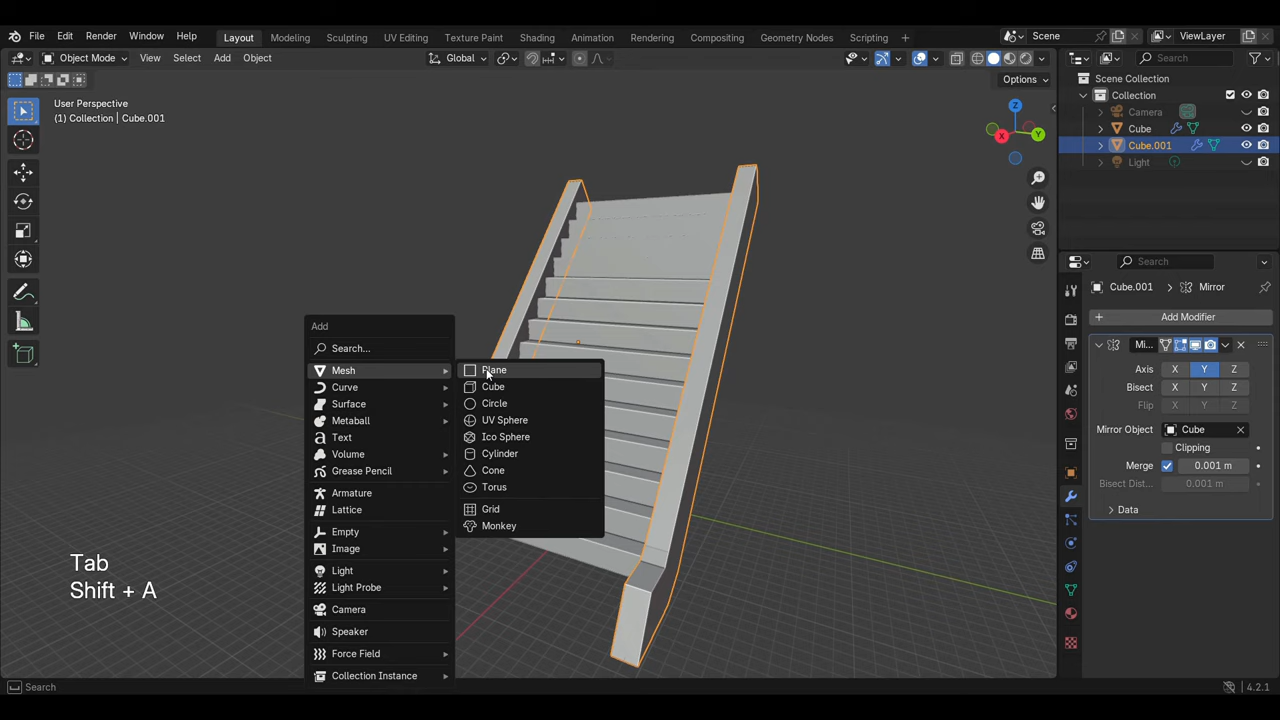 File Edit Render Window Help Layout Modeling Sculpting UV Editing Texture Paint Shading Animation Rendering Compositing Geometry Nodes Scripting + Scene ViewLayer
Object Mode View Select Add Object Global Search
Options
User Perspective
(1) Collection | Cube.001
Scene Collection
Collection
Camera
Cube
Cube.001
Light
Z
X
Y
Search
Cube.001 > Mirror
+ Add Modifier
Mi...
Axis X Y Z
Bisect X Y Z
Flip X Y Z
Mirror Object Cube
Clipping
Merge 0.001 m
Bisect Dist... 0.001 m
Data
Add
Search...
Mesh
Curve
Surface
Metaball
Text
Volume
Grease Pencil
Armature
Lattice
Empty
Image
Light
Light Probe
Camera
Speaker
Force Field
Collection Instance
Plane
Cube
Circle
UV Sphere
Ico Sphere
Cylinder
Cone
Torus
Grid
Monkey
Tab
Shift + A
Search
4.2.1